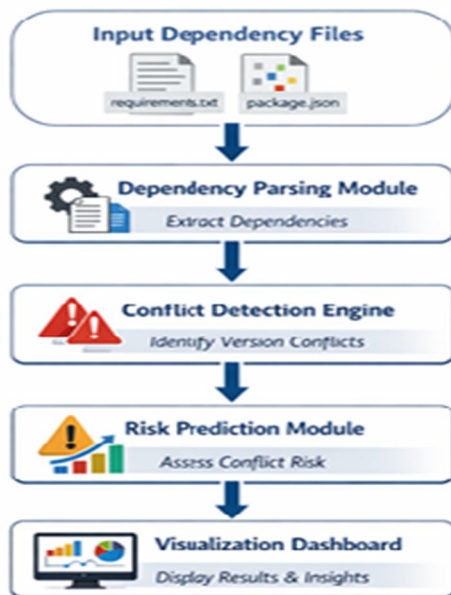 Input Dependency Files
requirements.txt package.json
Dependency Parsing Module
Extract Dependencies
Conflict Detection Engine
Identify Version Conflicts
Risk Prediction Module
Assess Conflict Risk
Visualization Dashboard
Display Results & Insights